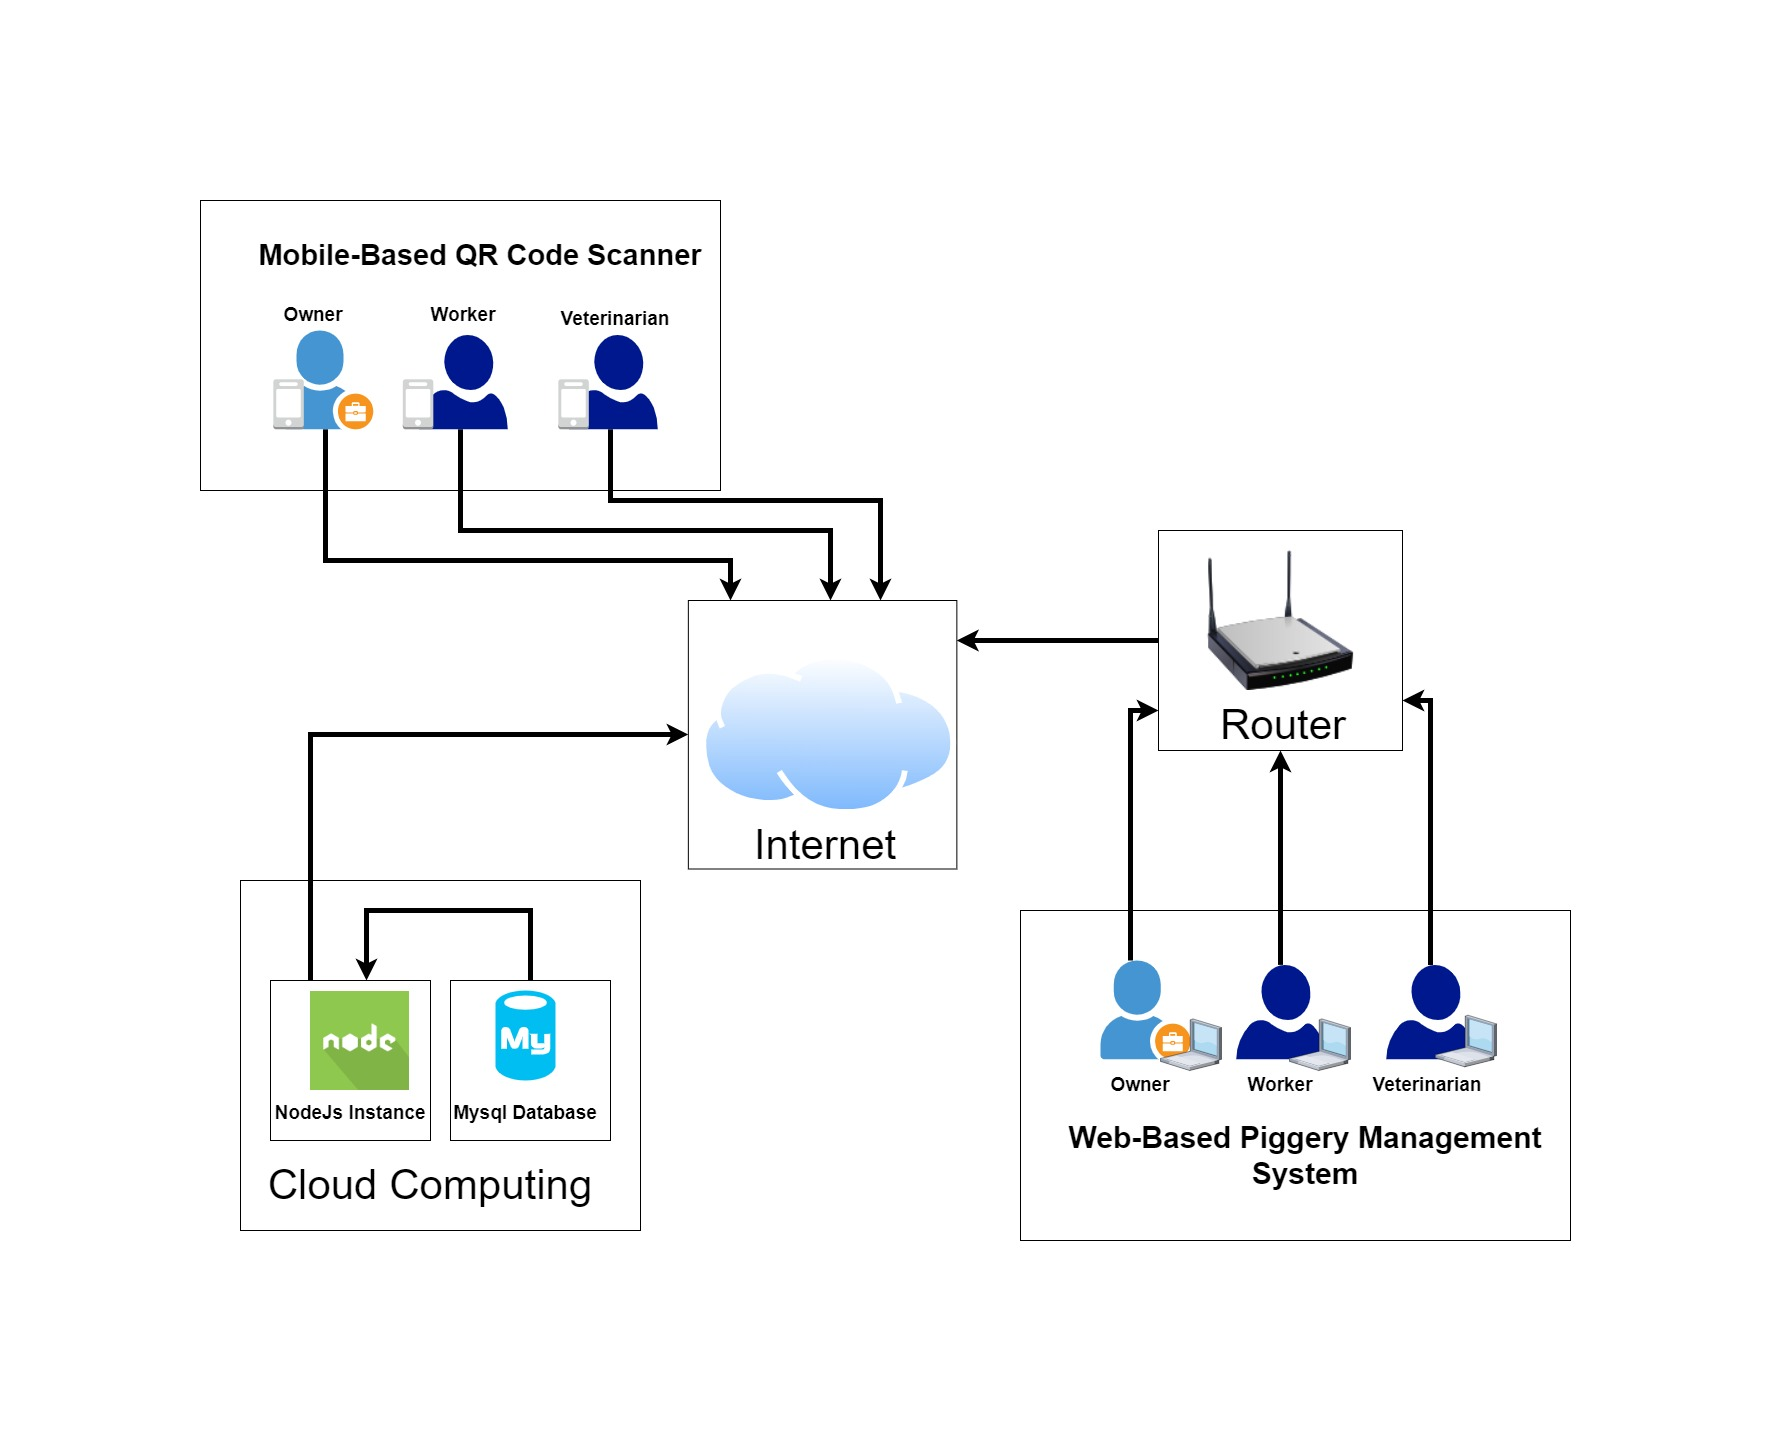 Mobile-Based QR Code Scanner
Owner
Worker
Veterinarian
Router
Internet
node
My
NodeJs Instance
Mysql Database
Cloud Computing
Owner
Worker
Veterinarian
Web-Based Piggery Management
System